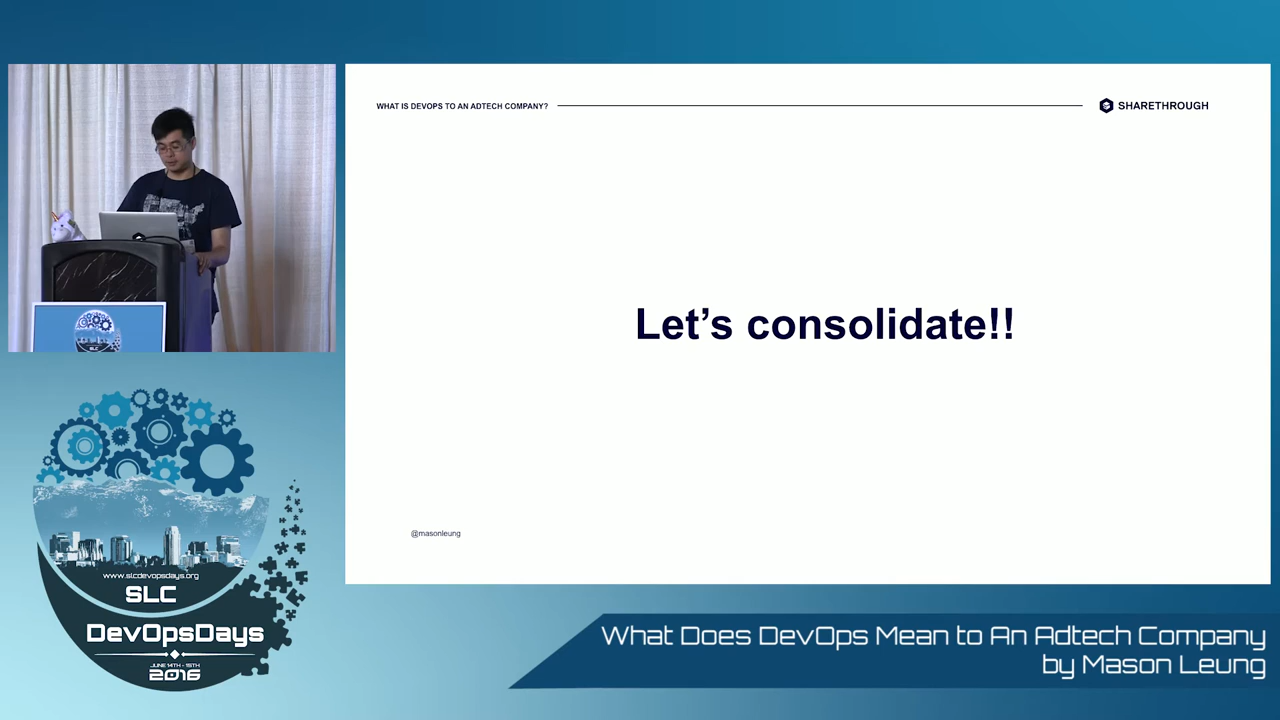 WHAT IS DEVOPS TO AN ADTECH COMPANY?
SHARETHROUGH
Let's consolidate!!
@masonleung
SLC
www.slcdevopsdays.org
SLC
DevOpsDays
JUNE 14TH - 15TH
2016
What Does DevOps Mean to An Adtech Company
by Mason Leung